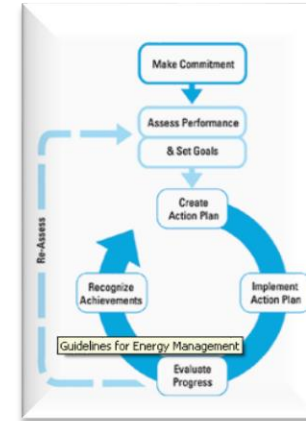 Make Commitment
Assess Performance
& Set Goals
Create
Action Plan
Implement
Action Plan
Evaluate
Progress
Recognize
Achievements
Re-Assess
Guidelines for Energy Management